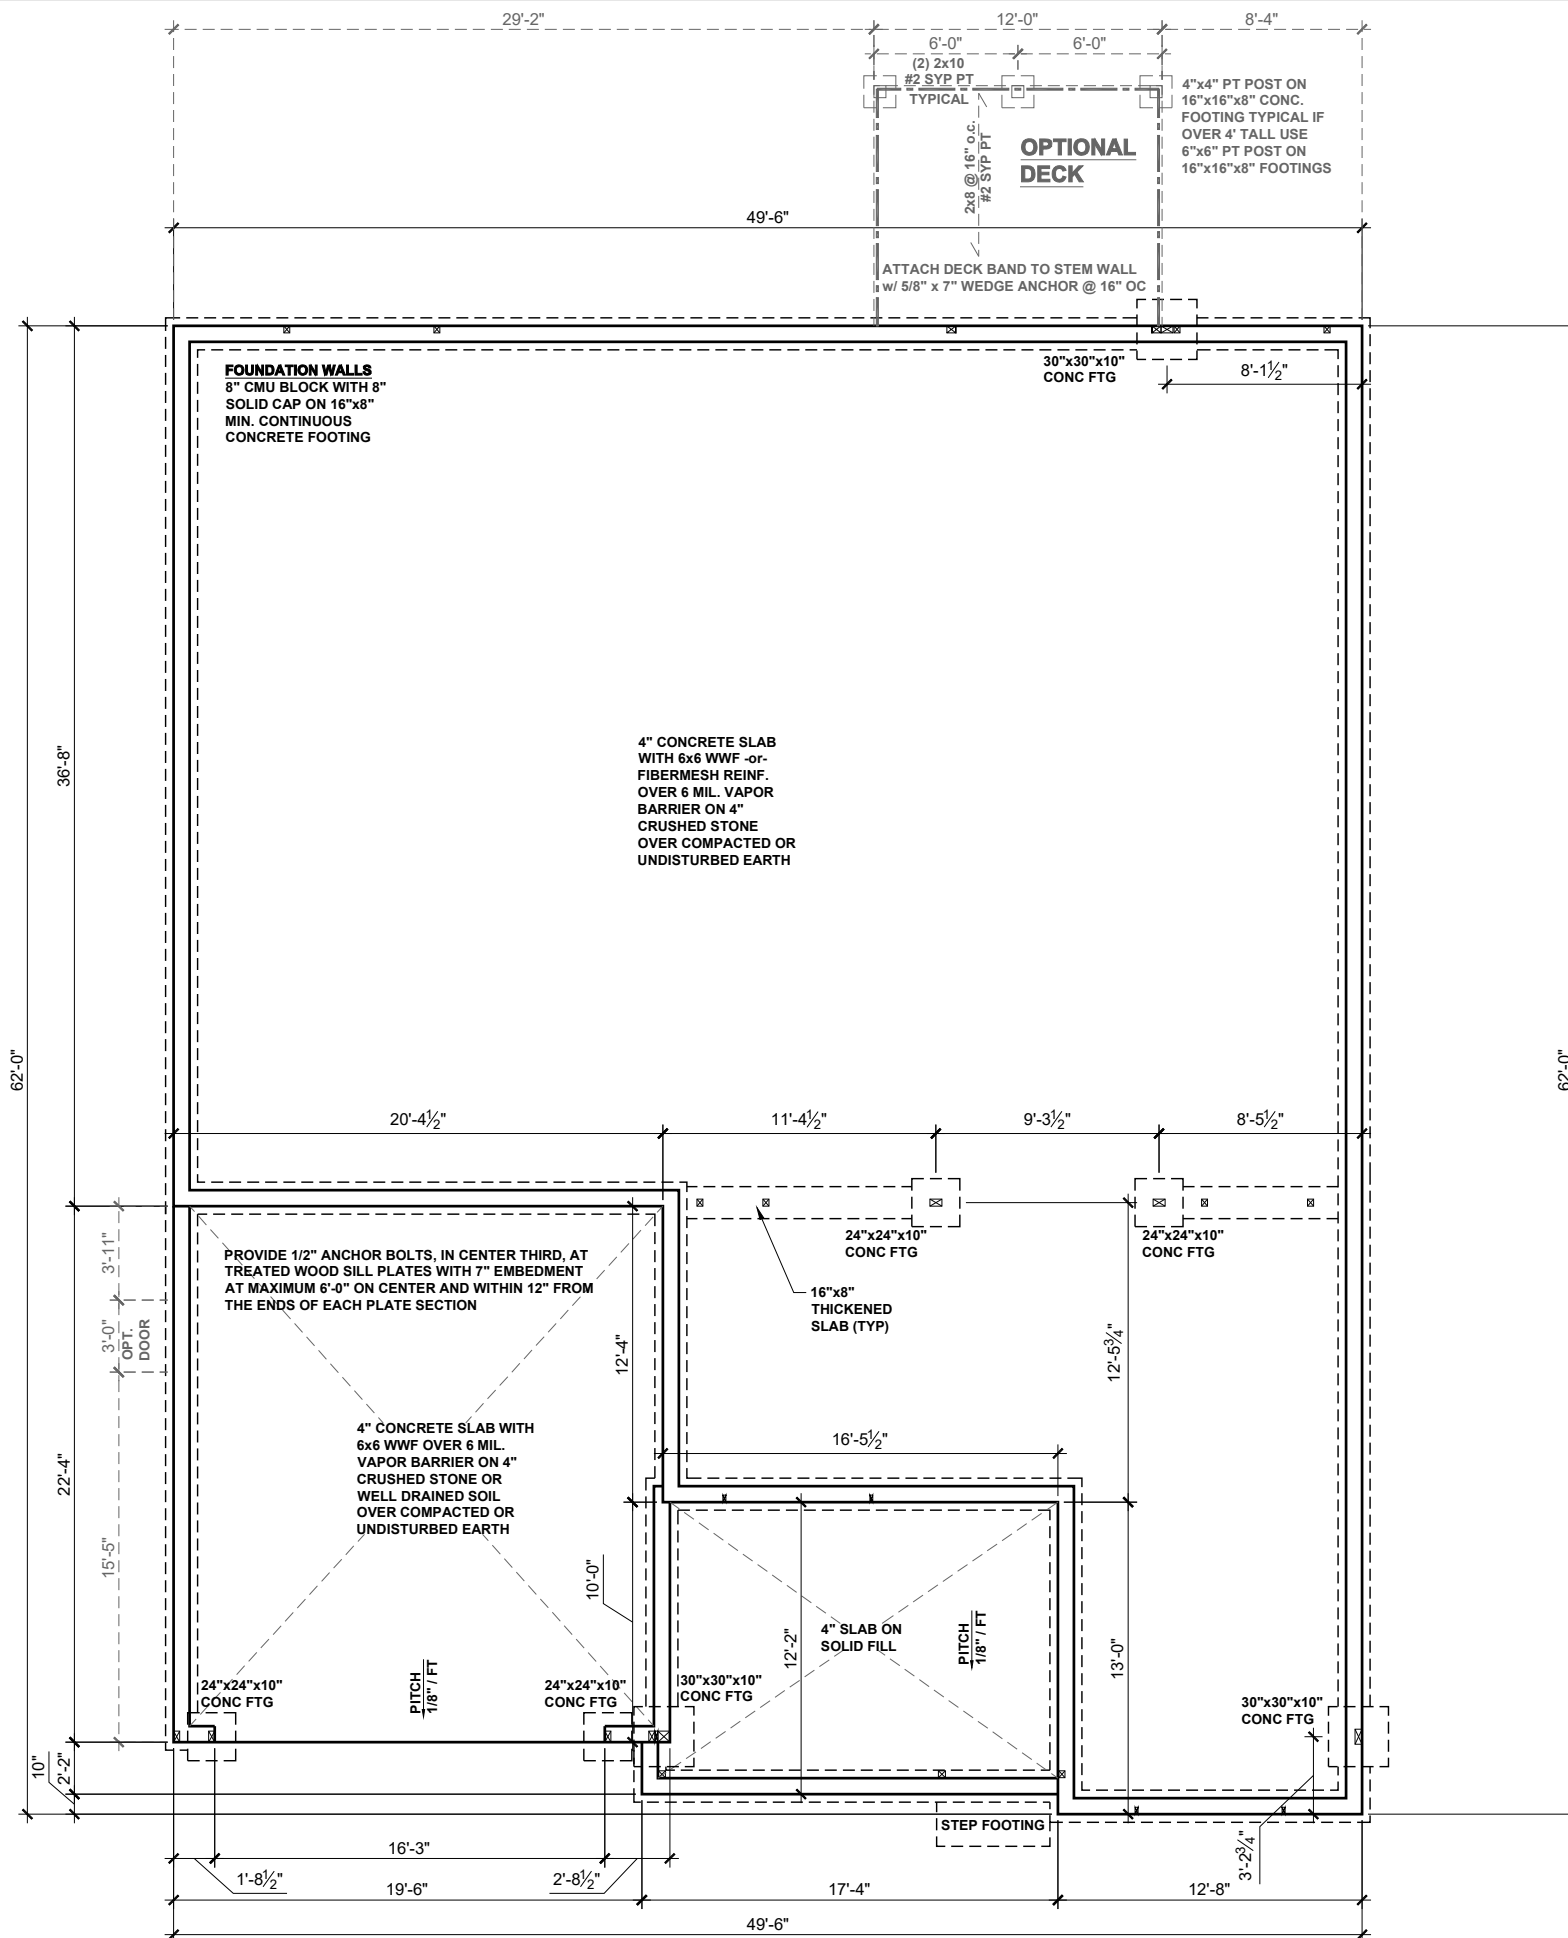 29'-2"
12'-0"
8'-4"
6'-0"
6'-0"
(2) 2x10
#2 SYP PT
TYPICAL
4"x4" PT POST ON
16"x16"x8" CONC.
FOOTING TYPICAL IF
OVER 4' TALL USE
6"x6" PT POST ON
16"x16"x8" FOOTINGS
OPTIONAL
DECK
2x8 @ 16" o.c.
#2 SYP PT
49'-6"
ATTACH DECK BAND TO STEM WALL
w/ 5/8" x 7" WEDGE ANCHOR @ 16" OC
FOUNDATION WALLS
8" CMU BLOCK WITH 8"
SOLID CAP ON 16"x8"
MIN. CONTINUOUS
CONCRETE FOOTING
30"x30"x10"
CONC FTG
8'-1½"
36'-8"
4" CONCRETE SLAB
WITH 6x6 WWF -or-
FIBERMESH REINF.
OVER 6 MIL. VAPOR
BARRIER ON 4"
CRUSHED STONE
OVER COMPACTED OR
UNDISTURBED EARTH
62'-0"
62'-0"
20'-4½"
11'-4½"
9'-3½"
8'-5½"
24"x24"x10"
CONC FTG
24"x24"x10"
CONC FTG
3'-11"
PROVIDE 1/2" ANCHOR BOLTS, IN CENTER THIRD, AT
TREATED WOOD SILL PLATES WITH 7" EMBEDMENT
AT MAXIMUM 6'-0" ON CENTER AND WITHIN 12" FROM
THE ENDS OF EACH PLATE SECTION
16"x8"
THICKENED
SLAB (TYP)
3'-0"
OPT.
DOOR
12'-4"
12'-5¾"
4" CONCRETE SLAB WITH
6x6 WWF OVER 6 MIL.
VAPOR BARRIER ON 4"
CRUSHED STONE OR
WELL DRAINED SOIL
OVER COMPACTED OR
UNDISTURBED EARTH
16'-5½"
22'-4"
15'-5"
10'-0"
12'-2"
4" SLAB ON
SOLID FILL
PITCH
1/8" / FT
13'-0"
24"x24"x10"
CONC FTG
PITCH
1/8" / FT
24"x24"x10"
CONC FTG
30"x30"x10"
CONC FTG
30"x30"x10"
CONC FTG
10"
2'-2"
STEP FOOTING
3'-2¾"
16'-3"
1'-8½"
2'-8½"
19'-6"
17'-4"
12'-8"
49'-6"